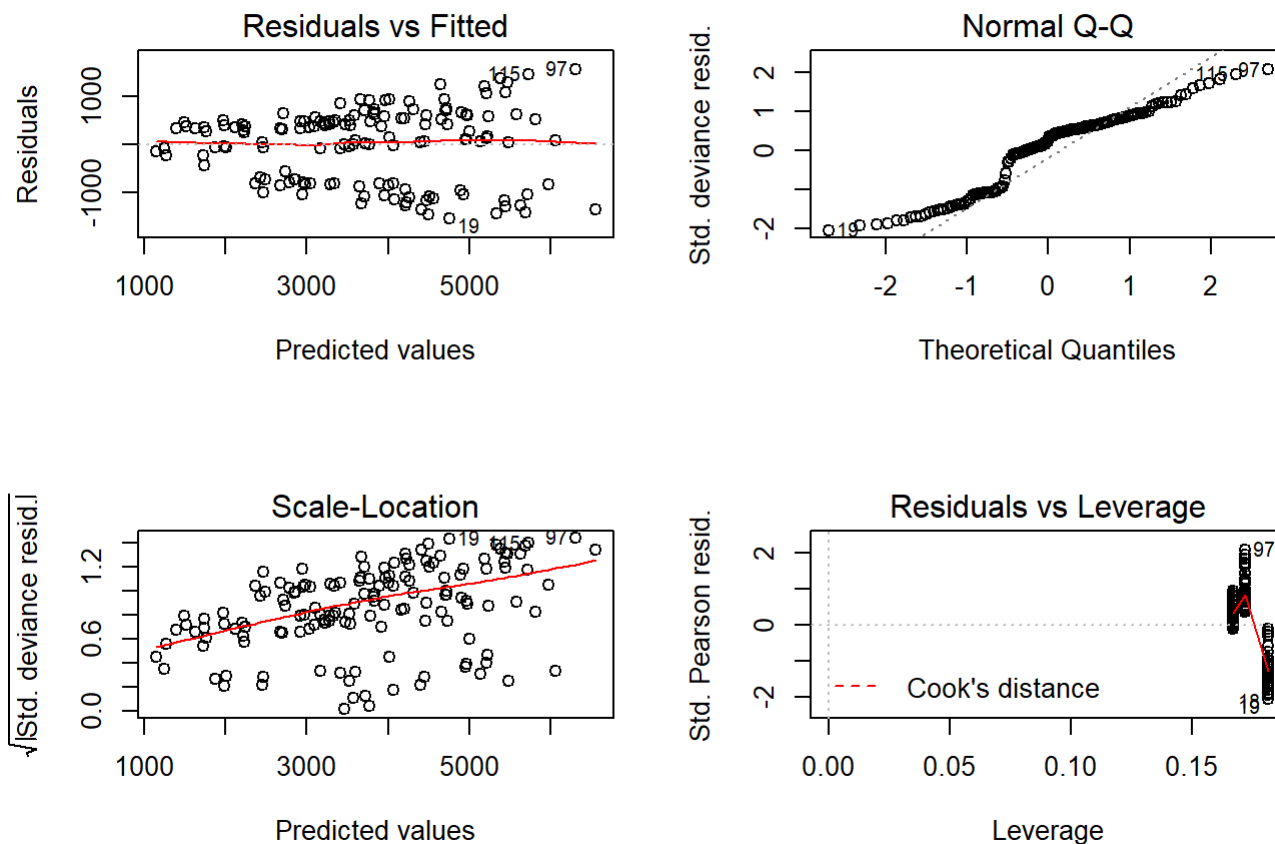 Residuals vs Fitted
Residuals
1000
-1000
115
97
19
1000
3000
5000
Predicted values
Normal Q-Q
Std. deviance resid.
2
1
0
-2
115
97
19
-2
-1
0
1
2
Theoretical Quantiles
Scale-Location
√|Std. deviance resid.|
1.2
0.6
0.0
19
115
97
1000
3000
5000
Predicted values
Residuals vs Leverage
Std. Pearson resid.
2
0
-2
97
19
Cook's distance
0.00
0.05
0.10
0.15
Leverage